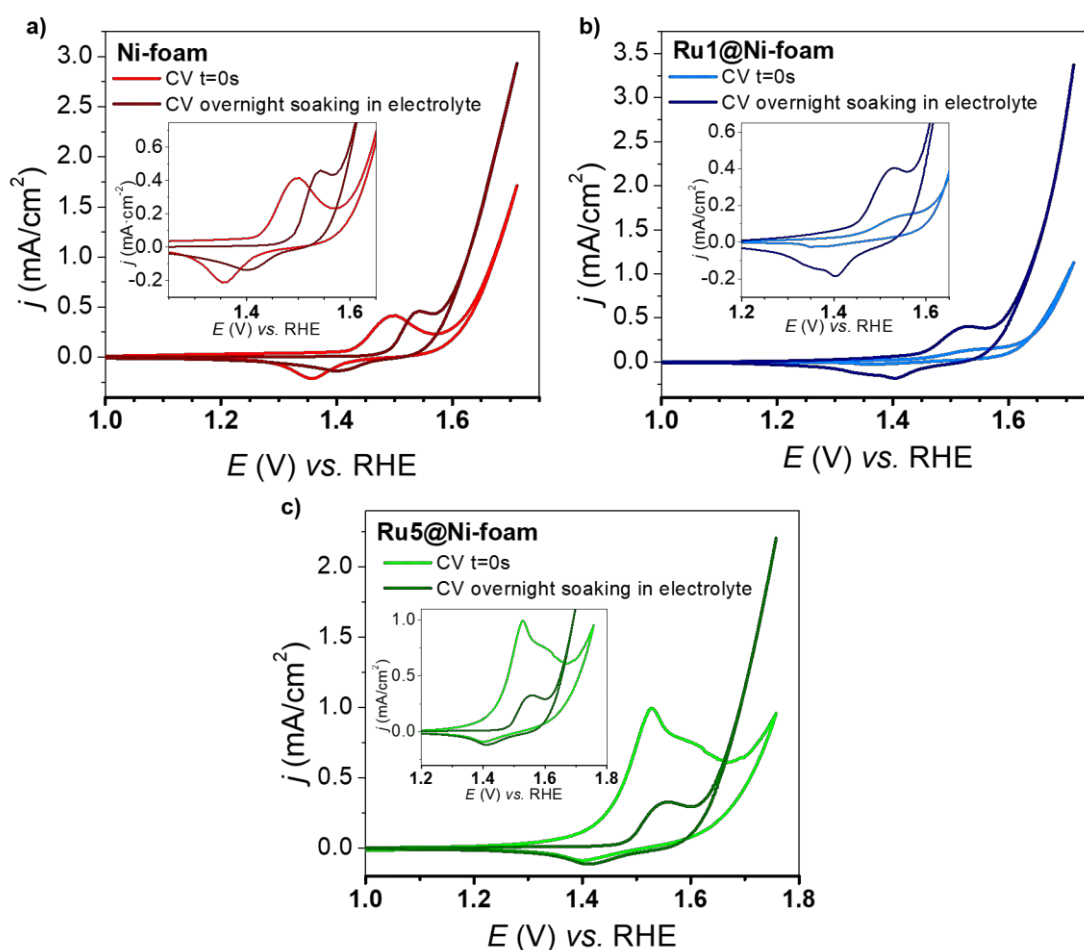 a)
Ni-foam
CV t=0s
CV overnight soaking in electrolyte
3.0
2.5
2.0
1.5
1.0
0.5
0.0
j (mA/cm²)
1.0 1.2 1.4 1.6
E (V) vs. RHE
0.6
0.4
0.2
0.0
-0.2
j (mA·cm⁻²)
1.4 1.6
E (V) vs. RHE
b)
Ru1@Ni-foam
CV t=0s
CV overnight soaking in electrolyte
3.5
3.0
2.5
2.0
1.5
1.0
0.5
0.0
j (mA/cm²)
1.0 1.2 1.4 1.6
E (V) vs. RHE
0.6
0.4
0.2
0.0
-0.2
j (mA/cm²)
1.2 1.4 1.6
E (V) vs. RHE
c)
Ru5@Ni-foam
CV t=0s
CV overnight soaking in electrolyte
2.0
1.5
1.0
0.5
0.0
j (mA/cm²)
1.0 1.2 1.4 1.6 1.8
E (V) vs. RHE
1.0
0.5
0.0
j (mA/cm²)
1.2 1.4 1.6 1.8
E (V) vs. RHE